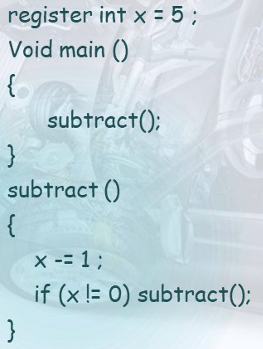 register int x = 5 ;
Void main ()
{
subtract();
}
subtract ()
{
x -= 1 ;
if (x != 0) subtract();
}